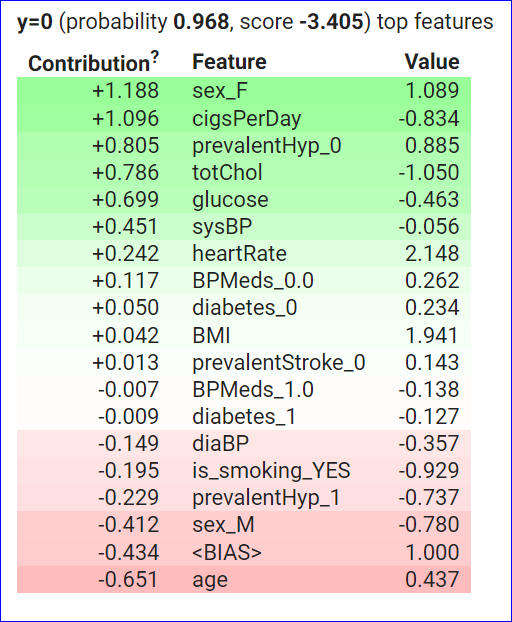 y=0 (probability 0.968, score -3.405) top features
Contribution? Feature Value
+1.188 sex_F 1.089
+1.096 cigsPerDay -0.834
+0.805 prevalentHyp_0 0.885
+0.786 totChol -1.050
+0.699 glucose -0.463
+0.451 sysBP -0.056
+0.242 heartRate 2.148
+0.117 BPMeds_0.0 0.262
+0.050 diabetes_0 0.234
+0.042 BMI 1.941
+0.013 prevalentStroke_0 0.143
-0.007 BPMeds_1.0 -0.138
-0.009 diabetes_1 -0.127
-0.149 diaBP -0.357
-0.195 is_smoking_YES -0.929
-0.229 prevalentHyp_1 -0.737
-0.412 sex_M -0.780
-0.434 <BIAS> 1.000
-0.651 age 0.437